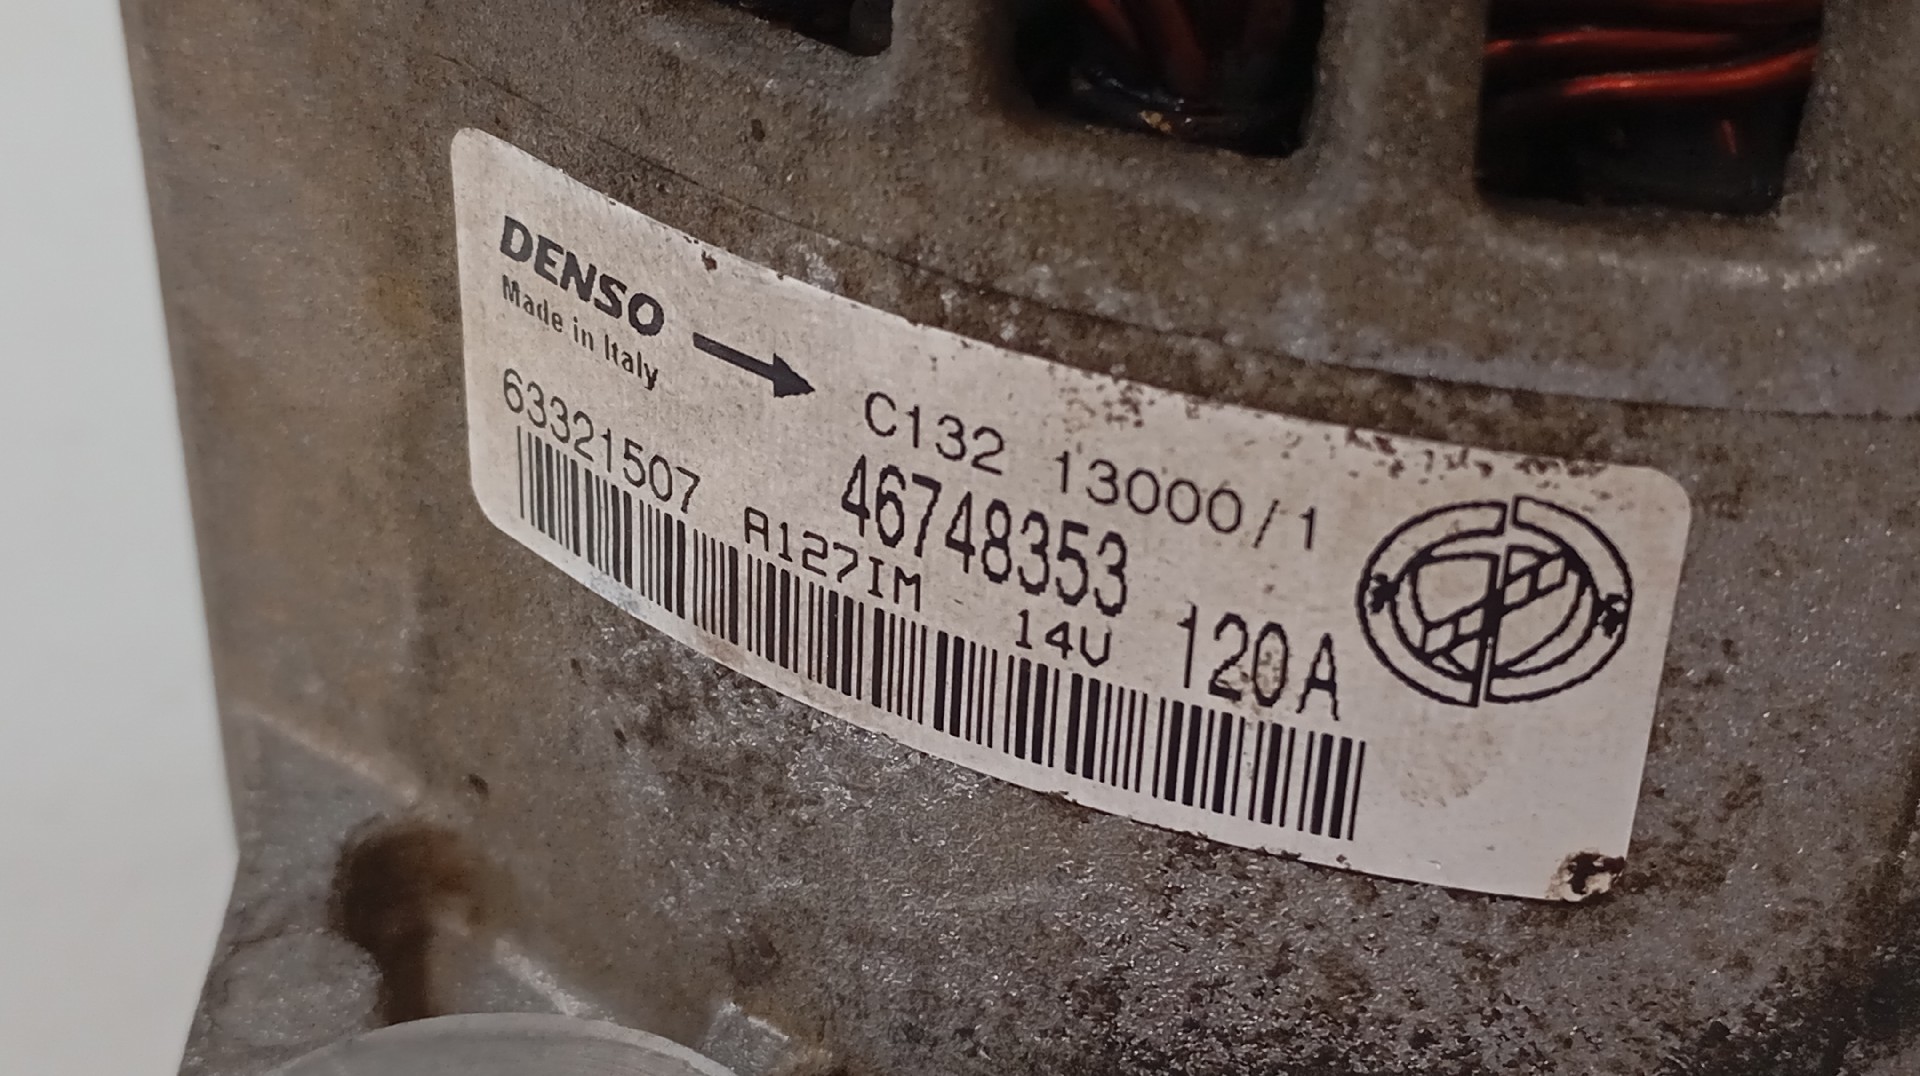 DENSO
Made in Italy
C132 13000/1
63321507
46748353
A127IM
14V 120A